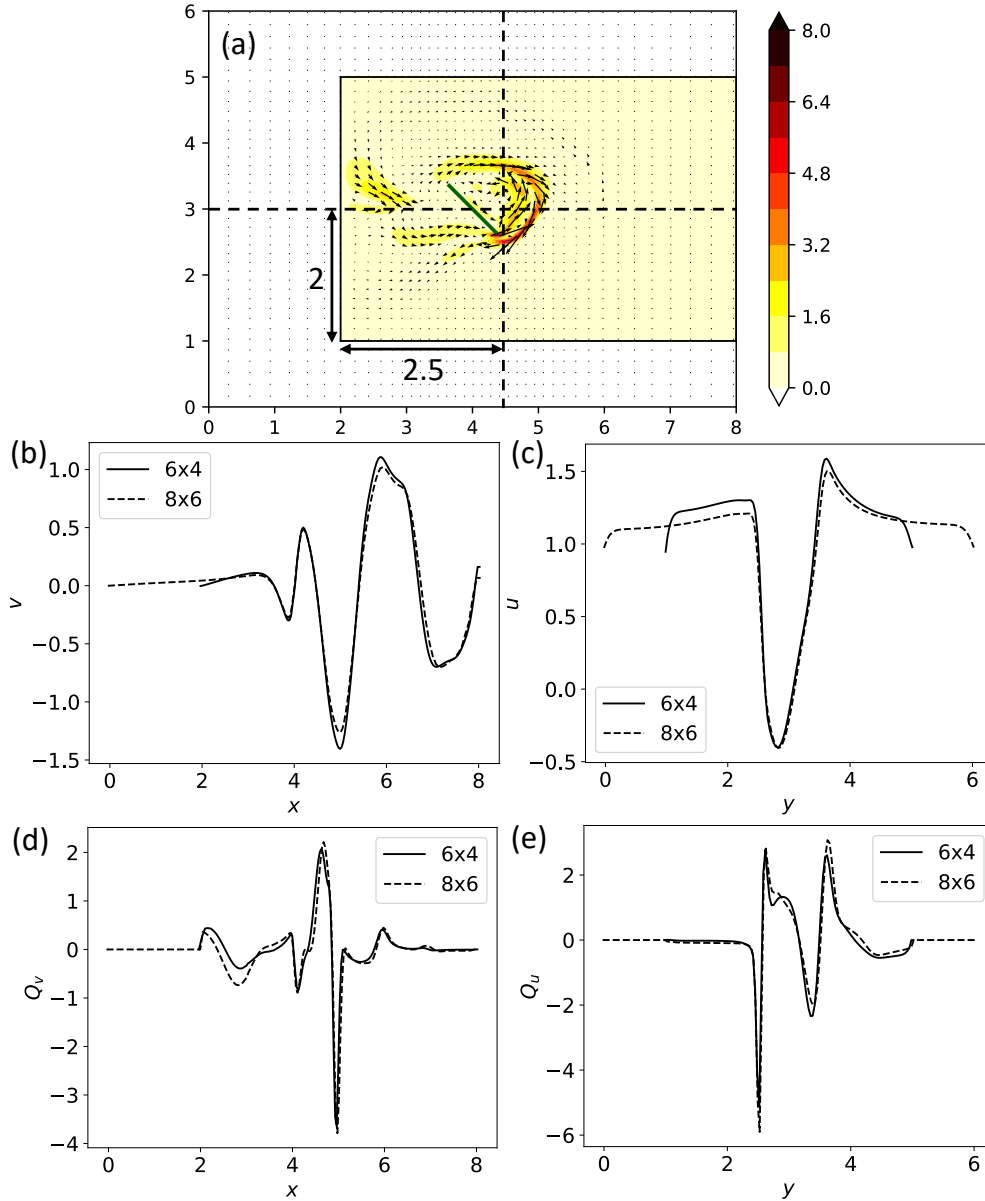 (a)
6
5
4
3
2
1
0
0 1 2 3 4 5 6 7 8
2
2.5
8.0
6.4
4.8
3.2
1.6
0.0
(b)
6x4
8x6
1.0
0.5
0.0
−0.5
−1.0
−1.5
v
0 2 4 6 8
x
(c)
1.5
1.0
0.5
0.0
−0.5
u
6x4
8x6
0 2 4 6
y
(d)
6x4
8x6
2
1
0
−1
−2
−3
−4
Qv
0 2 4 6 8
x
(e)
6x4
8x6
2
0
−2
−4
−6
Qu
0 2 4 6
y